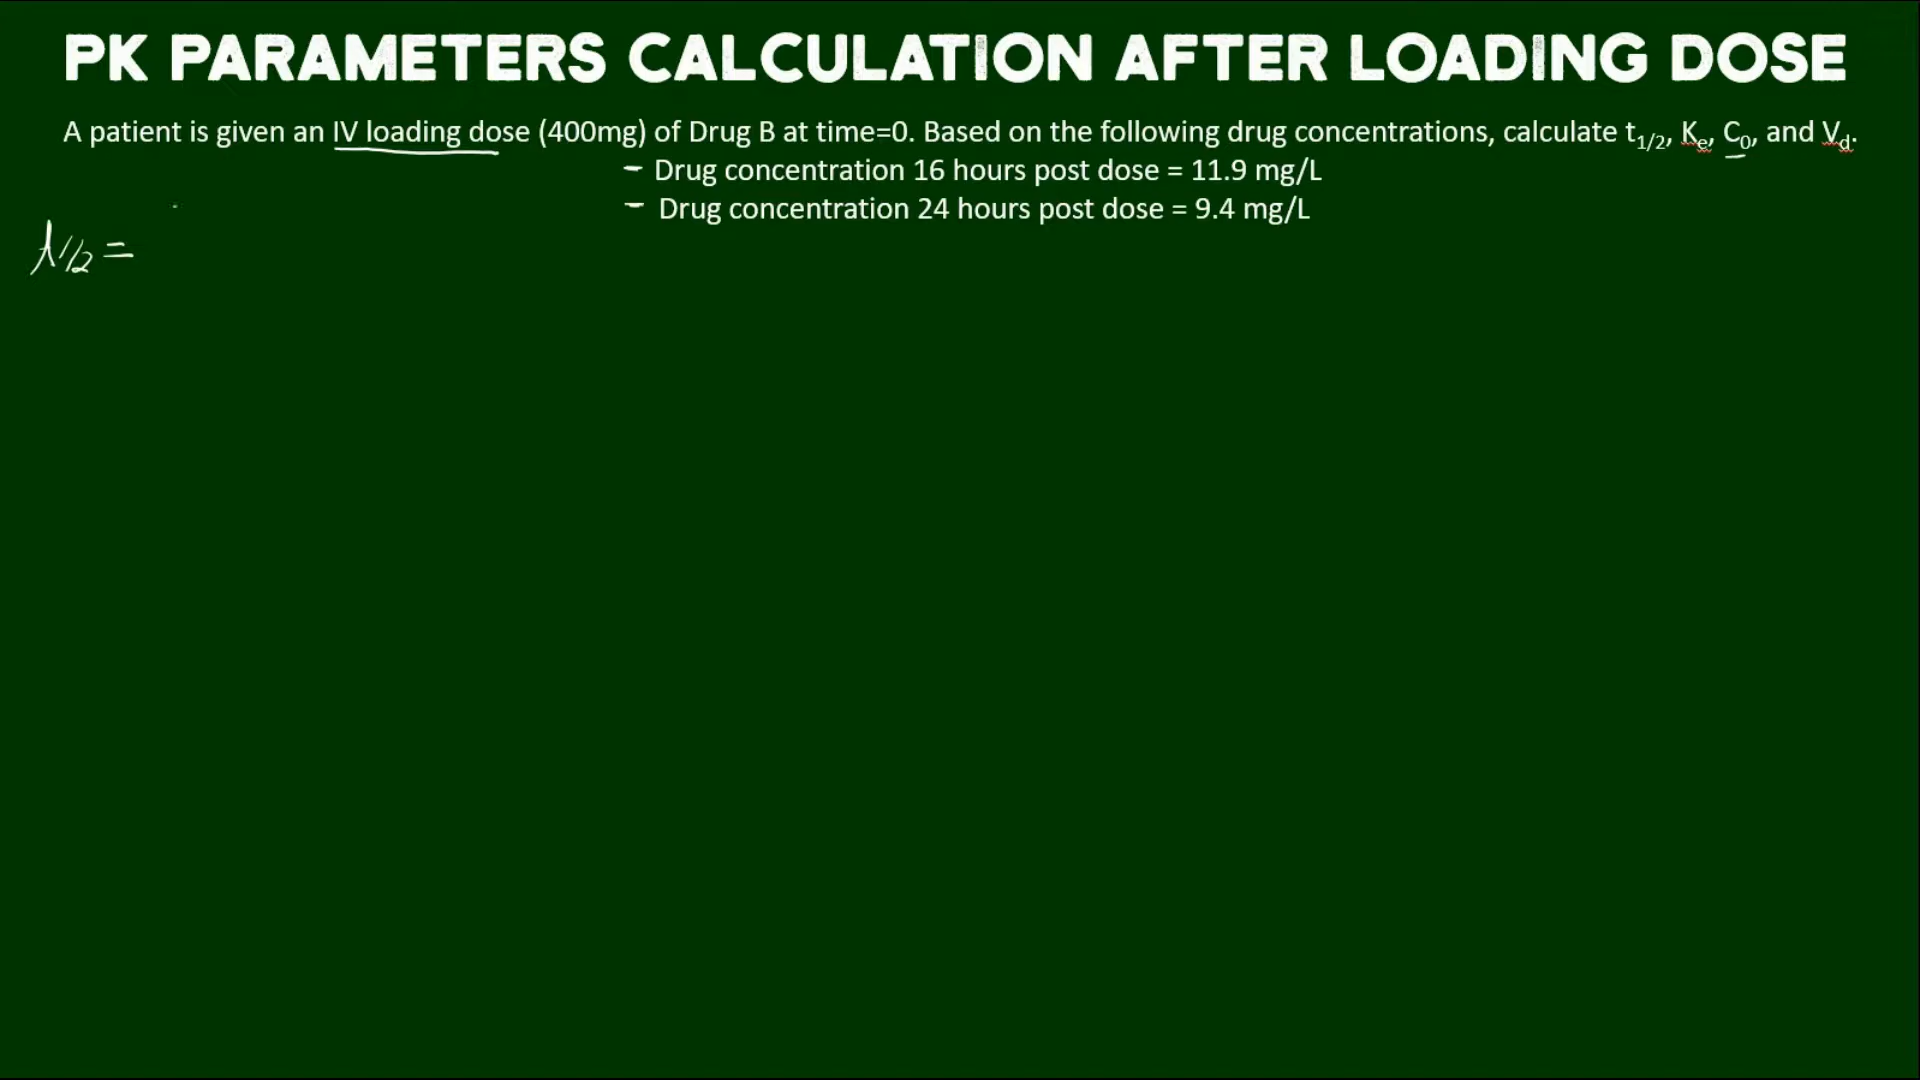 PK PARAMETERS CALCULATION AFTER LOADING DOSE
A patient is given an IV loading dose (400mg) of Drug B at time=0. Based on the following drug concentrations, calculate t1/2, Ke, C0, and Vd.
- Drug concentration 16 hours post dose = 11.9 mg/L
- Drug concentration 24 hours post dose = 9.4 mg/L
t1/2 =